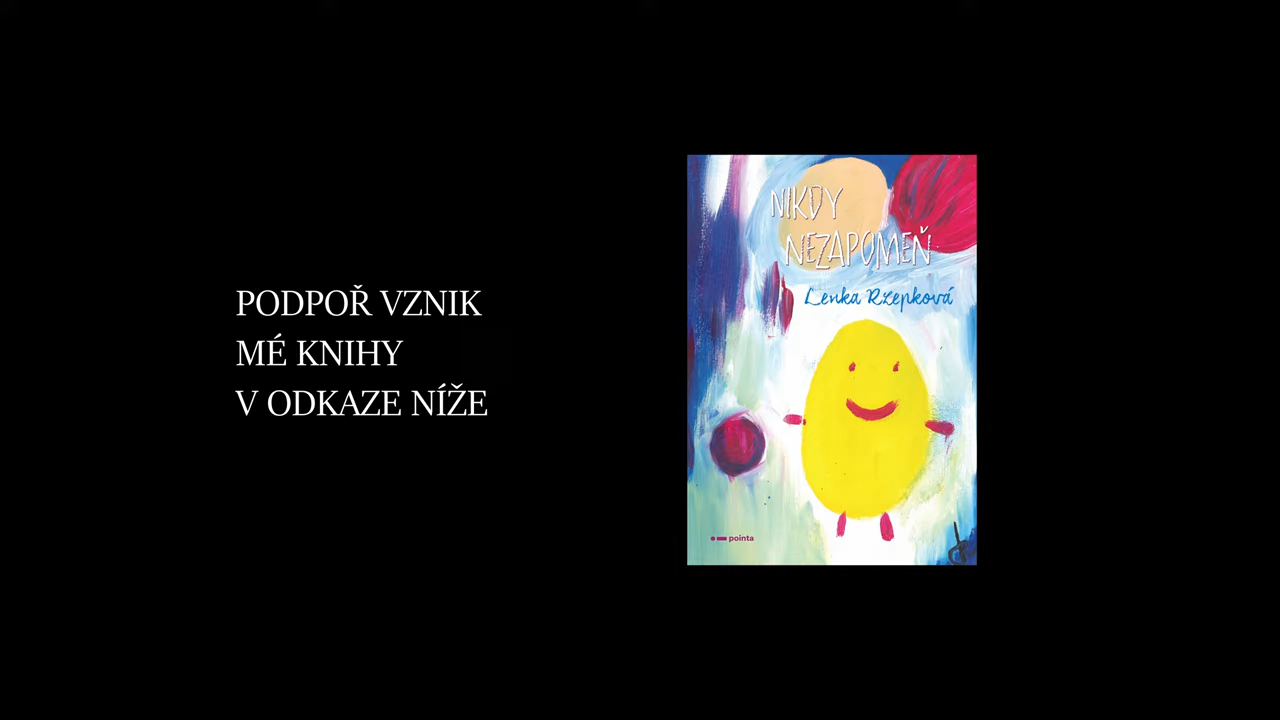 PODPOŘ VZNIK
MÉ KNIHY
V ODKAZE NÍŽE
NIKDY
NEZAPOMEŇ
Lenka Rzepková
pointa